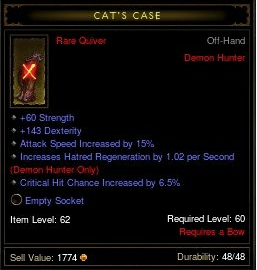 CAT'S CASE
Rare Quiver
Off-Hand
Demon Hunter
+60 Strength
+143 Dexterity
Attack Speed Increased by 15%
Increases Hatred Regeneration by 1.02 per Second
(Demon Hunter Only)
Critical Hit Chance Increased by 6.5%
Empty Socket
Item Level: 62
Required Level: 60
Requires a Bow
Sell Value: 1774
Durability: 48/48